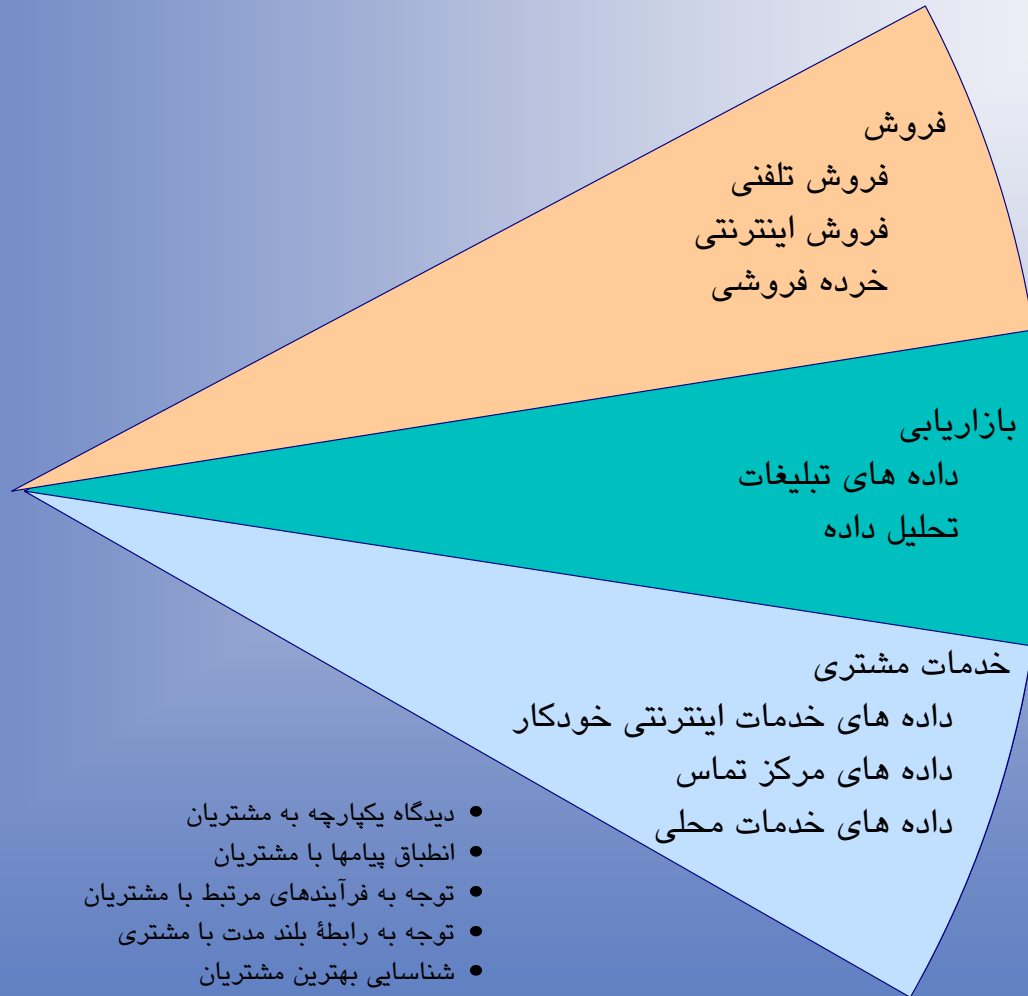 فروش
فروش تلفنی
فروش اینترنتی
خرده فروشی
بازاریابی
داده های تبلیغات
تحلیل داده
خدمات مشتری
داده های خدمات اینترنتی خودکار
داده های مرکز تماس
داده های خدمات محلی
• دیدگاه یکپارچه به مشتریان
• انطباق پیامها با مشتریان
• توجه به فرآیندهای مرتبط با مشتریان
• توجه به رابطۀ بلند مدت با مشتری
• شناسایی بهترین مشتریان